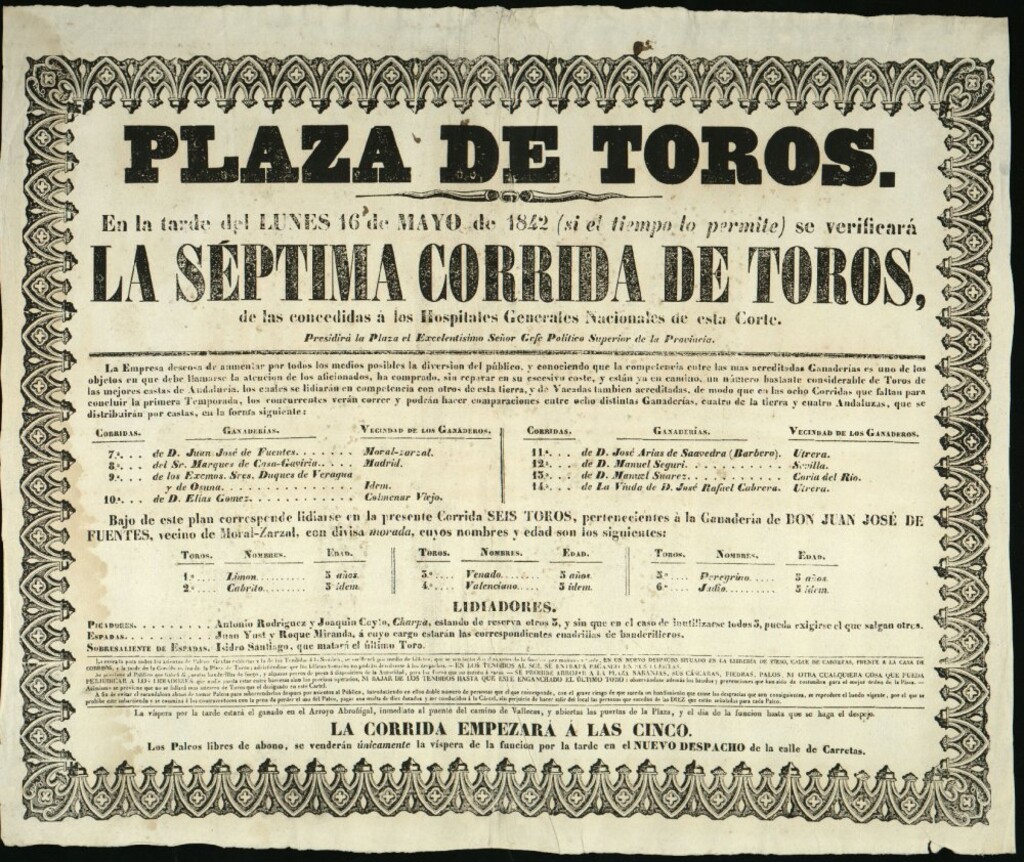 PLAZA DE TOROS.
En la tarde del LUNES 16 de MAYO de 1842 (si el tiempo lo permite) se verificará
LA SÉPTIMA CORRIDA DE TOROS,
de las concedidas á los Hospitales Generales Nacionales de esta Corte.
Presidirá la Plaza el Excelentísimo Señor Gefe Político Superior de la Provincia.
La Empresa deseosa de aumentar por todos los medios posibles la diversion del público, y conociendo que la competencia entre las mas acreditadas Ganaderías es uno de los
objetos en que debe llamarse la atencion de los aficionados, ha comprado, sin reparar en su escesivo coste, y están ya en camino, un número bastante considerable de Toros de
las mejores castas de Andalucía, los cuales se lidiarán en competencia con otros de esta tierra, y de Vacadas tambien acreditadas, de modo que en las ocho Corridas que faltan para
concluir la primera Temporada, los concurrentes verán correr y podrán hacer comparaciones entre ocho distintas Ganaderías, cuatro de la tierra y cuatro Andaluzas, que se
distribuirán por castas, en la forma siguiente:
CORRIDAS. GANADERÍAS. VECINDAD DE LOS GANADEROS.
7.ª... de D. Juan José de Fuentes....... Moral-zarzal.
8.ª... del Sr. Marques de Casa-Gaviria... Madrid.
9.ª... de los Excmos. Sres. Duques de Veragua
y de Osuna.............. Idem.
10.ª... de D. Elias Gomez........... Colmenar Viejo.
CORRIDAS. GANADERÍAS. VECINDAD DE LOS GANADEROS.
11.ª... de D. José Arias de Saavedra (Barbero). Utrera.
12.ª... de D. Manuel Seguri......... Sevilla.
13.ª... de D. Manuel Suarez......... Coria del Rio.
14.ª... de La Viuda de D. José Rafael Cabrera. Utrera.
Bajo de este plan corresponde lidiarse en la presente Corrida SEIS TOROS, pertenecientes á la Ganaderia de DON JUAN JOSÉ DE
FUENTES, vecino de Moral-Zarzal, con divisa morada, cuyos nombres y edad son los siguientes:
TOROS. NOMBRES. EDAD.
1.º.... Limon......... 5 años.
2.º.... Cabrito........ 5 idem.
TOROS. NOMBRES. EDAD.
3.º.... Venado........ 5 años.
4.º.... Valenciano...... 5 idem.
TOROS. NOMBRES. EDAD.
5.º.... Peregrino...... 5 años.
6.º.... Judío......... 5 idem.
LIDIADORES.
PICADORES.......... Antonio Rodriguez y Joaquin Coyto, Charpa, estando de reserva otros 3, y sin que en el caso de inutilizarse todos 5, pueda exigirse el que salgan otros.
ESPADAS........... Juan Yust y Roque Miranda, á cuyo cargo estarán las correspondientes cuadrillas de banderilleros.
SOBRESALIENTE DE ESPADAS. Isidro Santiago, que matará el último Toro.
La víspera por la tarde estará el ganado en el Arroyo Abroñigal, inmediato al puente del camino de Vallecas, y abiertas las puertas de la Plaza, y el dia de la funcion hasta que se haga el despejo.
LA CORRIDA EMPEZARÁ A LAS CINCO.
Los Palcos libres de abono, se venderán únicamente la víspera de la funcion por la tarde en el NUEVO DESPACHO de la calle de Carretas.